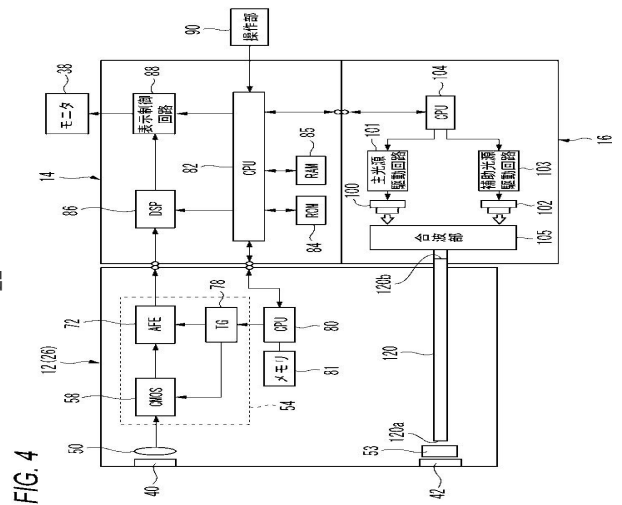 FIG. 4
12(26)
14
38
モニタ
88
表示制御
回路
86
DSP
90
操作部
72
AFE
58
CMOS
78
TG
50
40
54
CPU
80
メモリ
81
82
CPU
84
ROM
85
RAM
16
104
CPU
101
主光源
駆動回路
補助光源
駆動回路
103
100
102
合波部
105
120b
120
120a
53
42